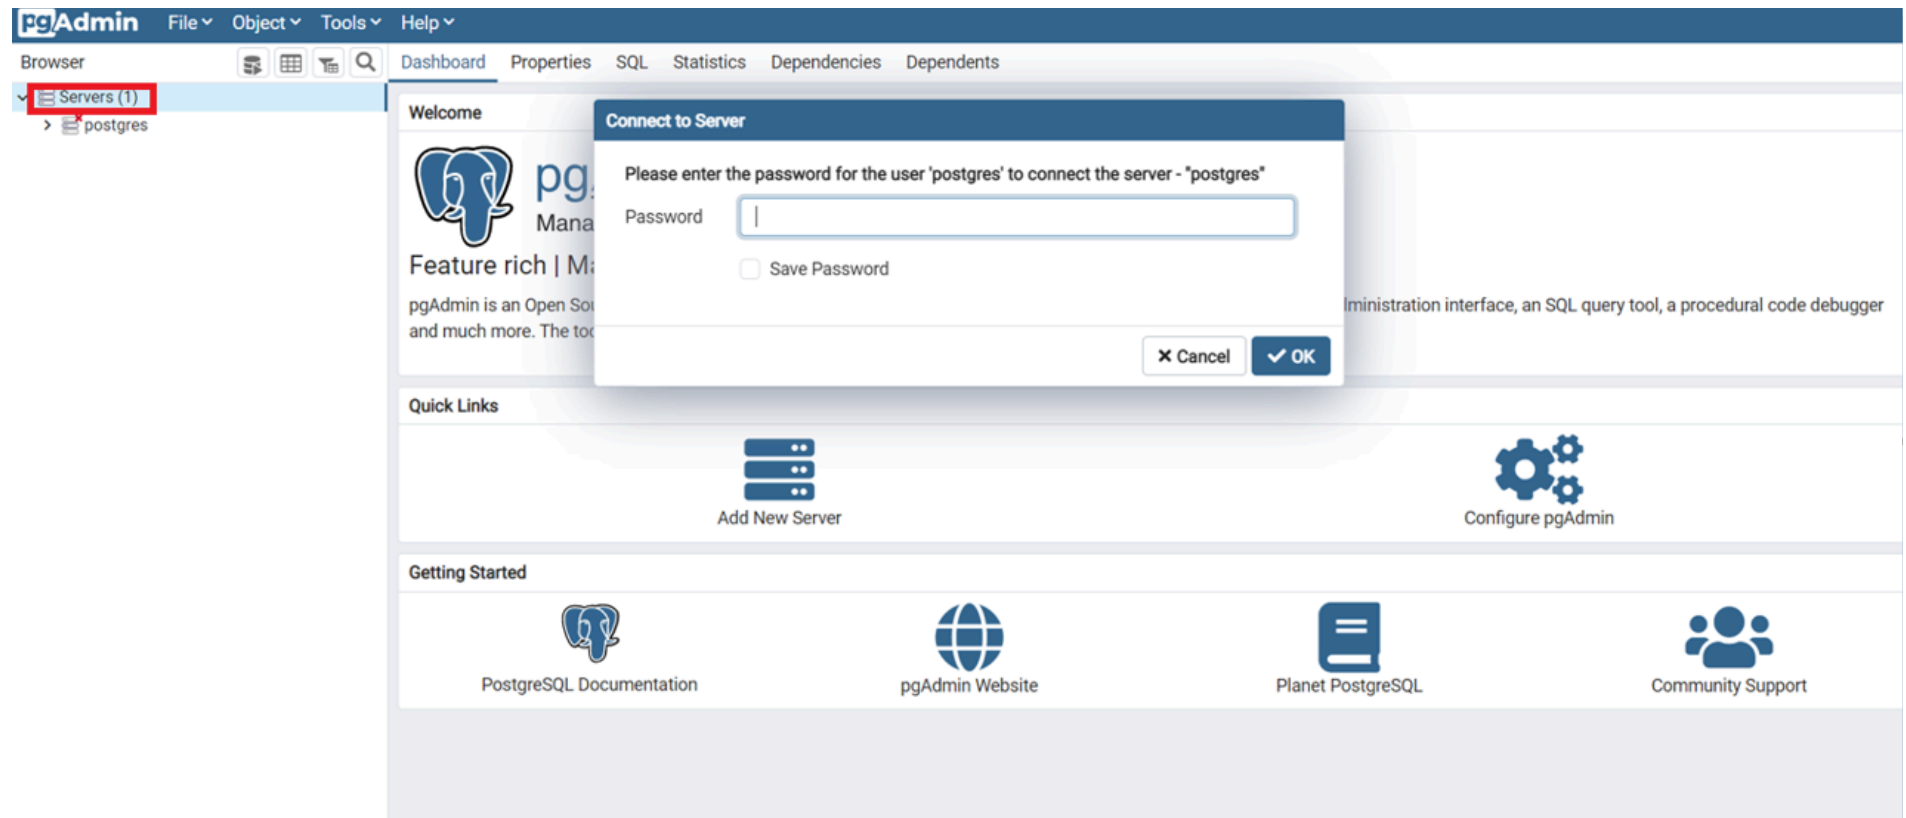 pgAdmin File Object Tools Help
Browser
Dashboard Properties SQL Statistics Dependencies Dependents
Servers (1)
postgres
Welcome
Connect to Server
Please enter the password for the user 'postgres' to connect the server - "postgres"
Password
Save Password
Cancel OK
pg
Mana
Feature rich |
pgAdmin is an Open
ministration interface, an SQL query tool, a procedural code debugger
and much more. The
Quick Links
Add New Server
Configure pgAdmin
Getting Started
PostgreSQL Documentation
pgAdmin Website
Planet PostgreSQL
Community Support